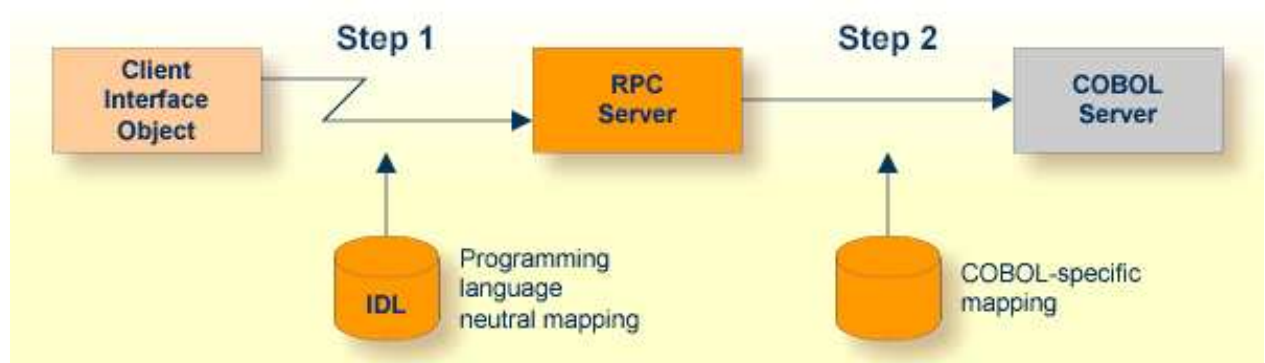 Step 1
Step 2
Client
Interface
Object
RPC
Server
COBOL
Server
IDL
Programming
language
neutral mapping
COBOL-specific
mapping